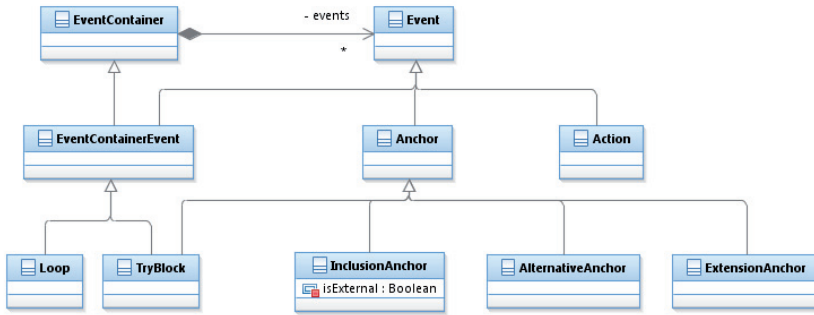 EventContainer
- events
Event
*
EventContainerEvent
Anchor
Action
Loop
TryBlock
InclusionAnchor
isExternal : Boolean
AlternativeAnchor
ExtensionAnchor